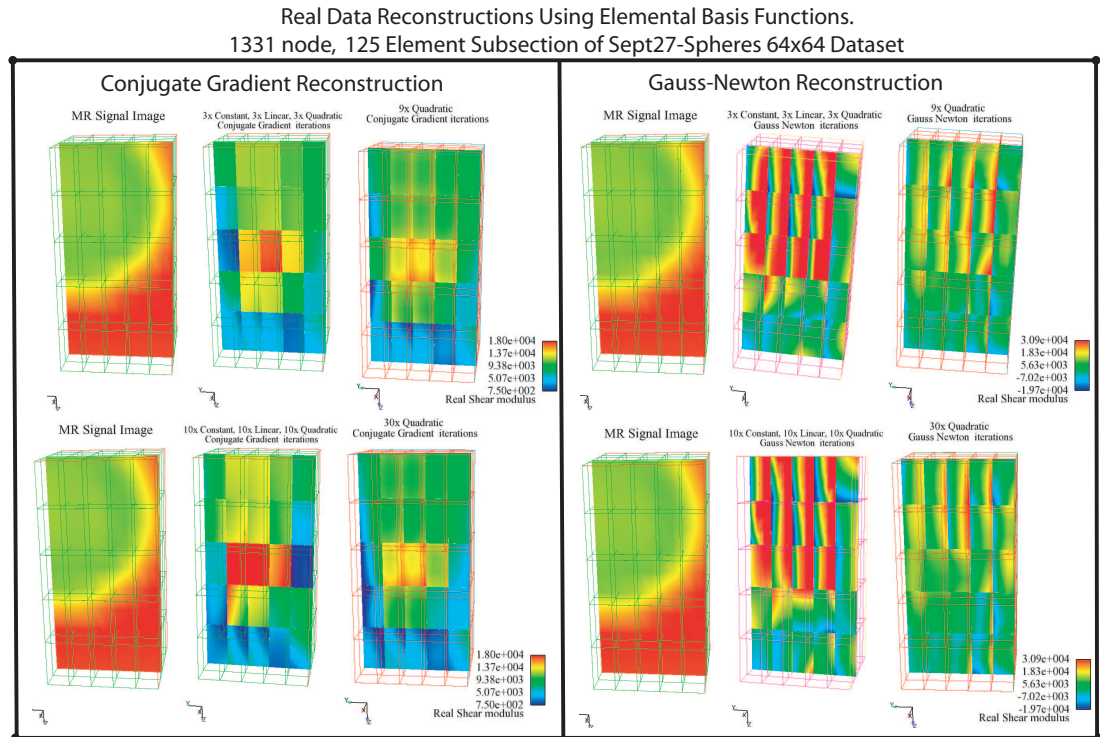 Real Data Reconstructions Using Elemental Basis Functions.
1331 node, 125 Element Subsection of Sept27-Spheres 64x64 Dataset
Conjugate Gradient Reconstruction
MR Signal Image
3x Constant, 3x Linear, 3x Quadratic
Conjugate Gradient iterations
9x Quadratic
Conjugate Gradient iterations
1.80e+004
1.37e+004
9.38e+003
5.07e+003
7.50e+002
Real Shear modulus
MR Signal Image
10x Constant, 10x Linear, 10x Quadratic
Conjugate Gradient iterations
30x Quadratic
Conjugate Gradient iterations
1.80e+004
1.37e+004
9.38e+003
5.07e+003
7.50e+002
Real Shear modulus
Gauss-Newton Reconstruction
MR Signal Image
3x Constant, 3x Linear, 3x Quadratic
Gauss Newton iterations
9x Quadratic
Gauss Newton iterations
3.09e+004
1.83e+004
5.63e+003
-7.02e+003
-1.97e+004
Real Shear modulus
MR Signal Image
10x Constant, 10x Linear, 10x Quadratic
Gauss Newton iterations
30x Quadratic
Gauss Newton iterations
3.09e+004
1.83e+004
5.63e+003
-7.02e+003
-1.97e+004
Real Shear modulus